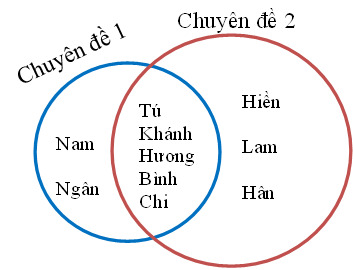 Chuyên đề 1
Chuyên đề 2
Nam
Ngân
Tú
Khánh
Hương
Bình
Chi
Hiền
Lam
Hân